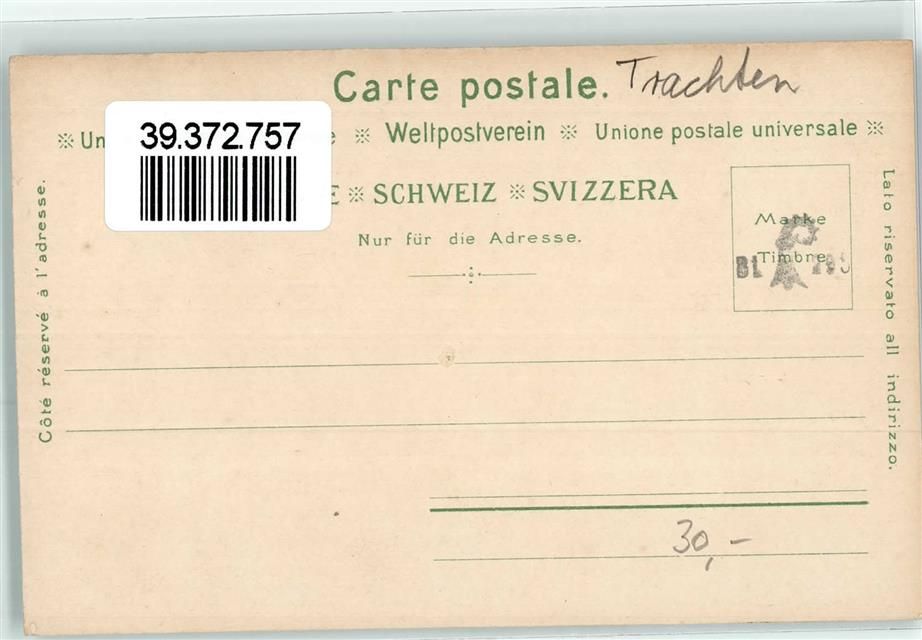 Carte postale. Trachten
39.372.757
※ Un ※ Weltpostverein ※ Unione postale universale ※
E ※ SCHWEIZ ※ SVIZZERA
Nur für die Adresse.
Marke
Timbre
Côté réservé à l'adresse.
Lato riservato all indirizzo.
30,-